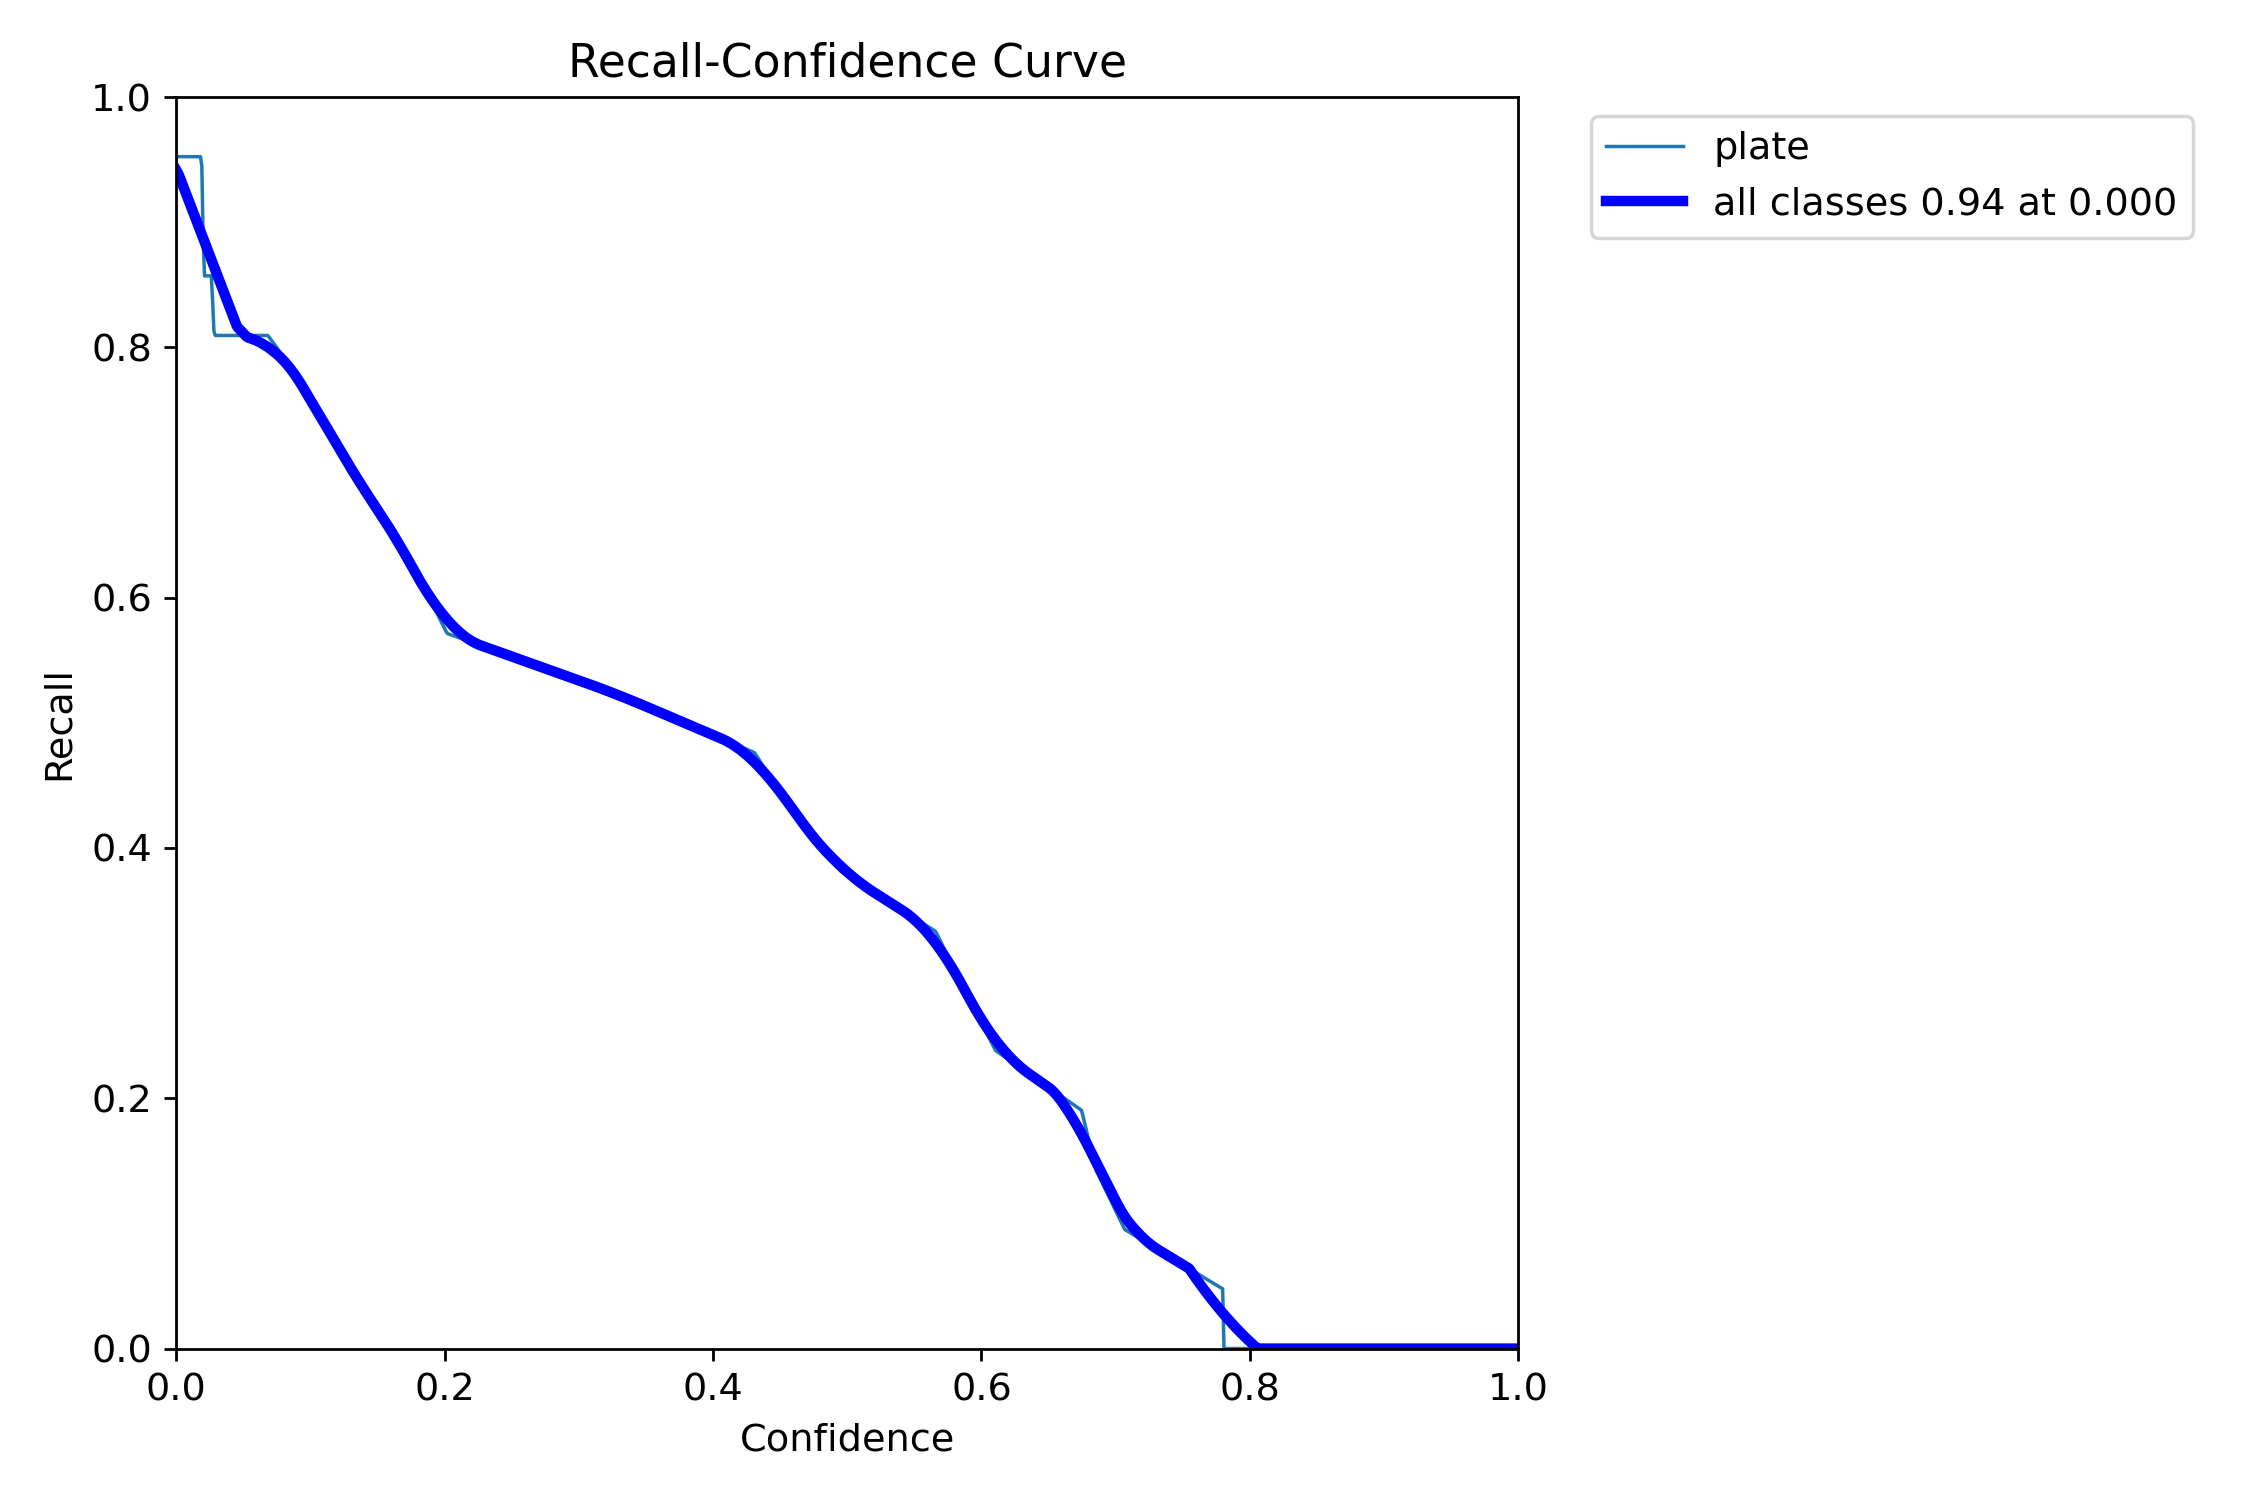 Recall-Confidence Curve
1.0
0.8
0.6
0.4
0.2
0.0
Recall
0.0 0.2 0.4 0.6 0.8 1.0
Confidence
plate
all classes 0.94 at 0.000